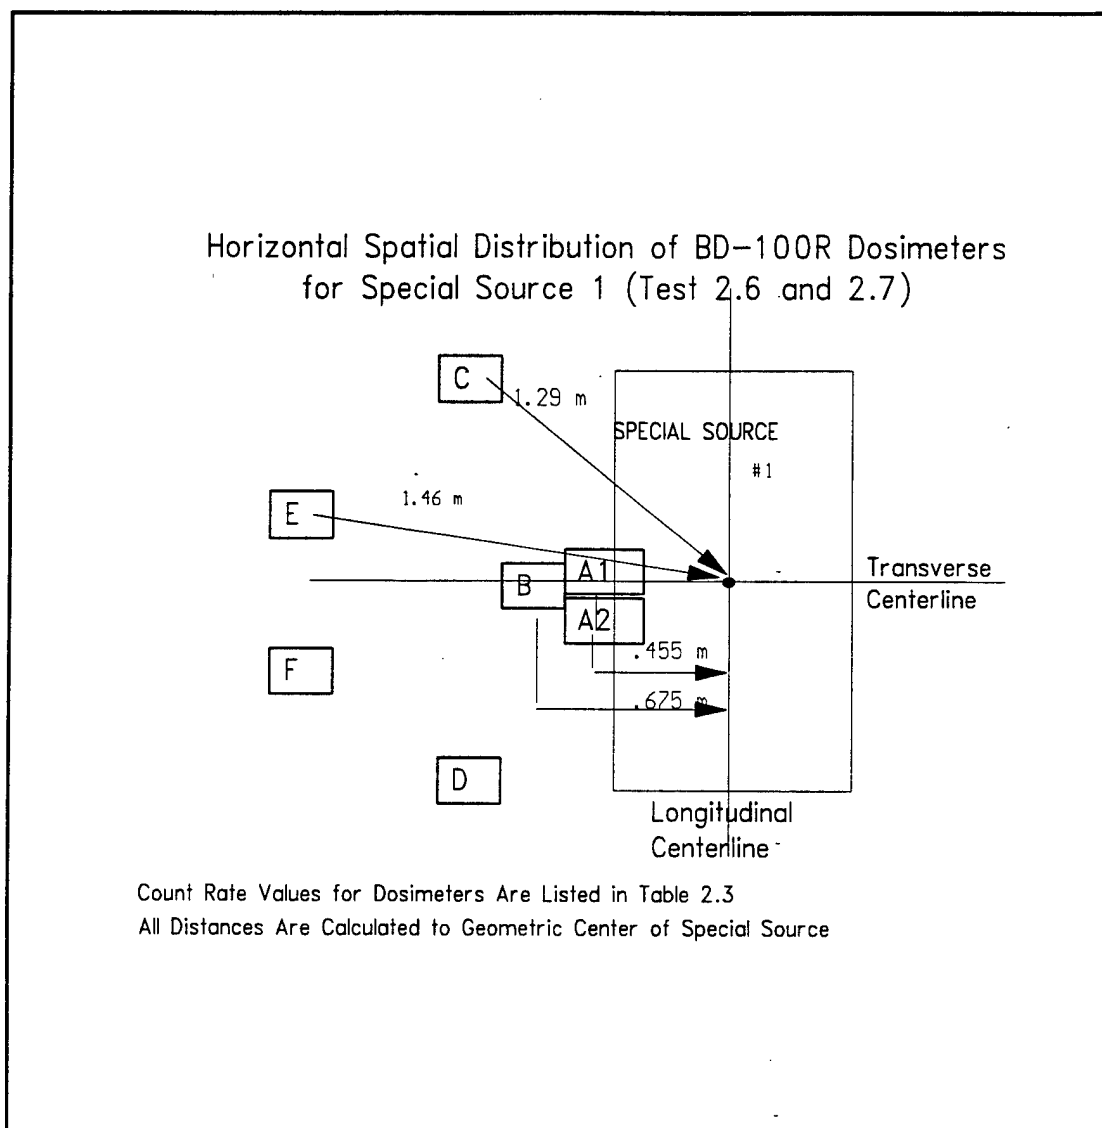 Horizontal Spatial Distribution of BD-100R Dosimeters
for Special Source 1 (Test 2.6 and 2.7)
C
1.29 m
SPECIAL SOURCE
#1
1.46 m
E
A1
B
Transverse
Centerline
A2
.455 m
F
.675 m
D
Longitudinal
Centerline
Count Rate Values for Dosimeters Are Listed in Table 2.3
All Distances Are Calculated to Geometric Center of Special Source